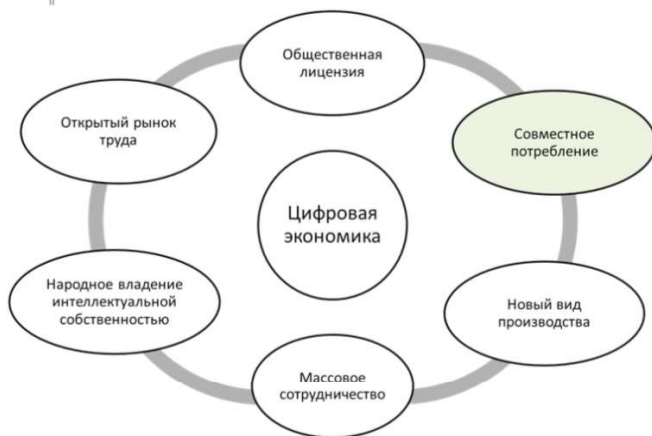 Общественная
лицензия
Совместное
потребление
Новый вид
производства
Массовое
сотрудничество
Народное владение
интеллектуальной
собственностью
Открытый рынок
труда
Цифровая
экономика